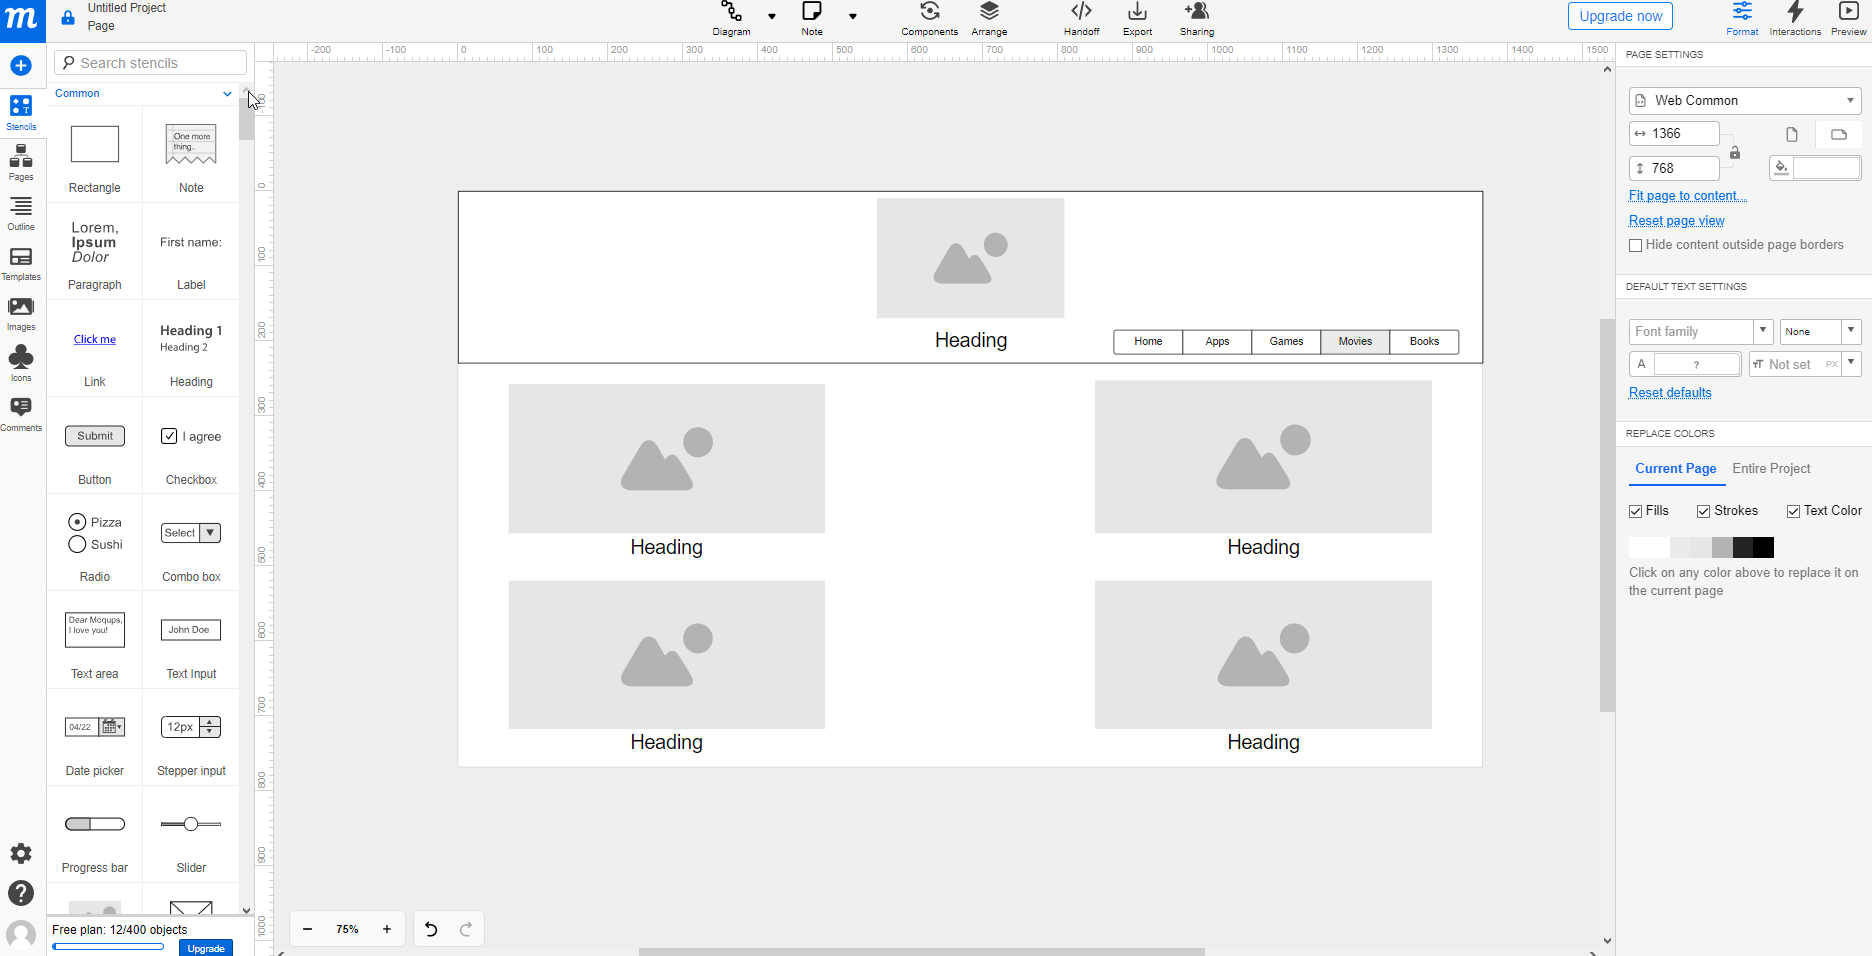 m
Untitled Project
Page
Diagram
Note
Components
Arrange
Handoff
Export
Sharing
Upgrade now
Format
Interactions
Preview
Stencils
Pages
Outline
Templates
Images
Icons
Comments
Search stencils
Common
Rectangle
One more
thing..
Note
Lorem,
Ipsum
Dolor
Paragraph
First name:
Label
Click me
Link
Heading 1
Heading 2
Heading
Submit
Button
I agree
Checkbox
Pizza
Sushi
Radio
Select
Combo box
Dear Moqups,
I love you!
Text area
John Doe
Text Input
04/22
Date picker
12px
Stepper input
Progress bar
Slider
Free plan: 12/400 objects
Upgrade
-200 -100 0 100 200 300 400 500 600 700 800 900 1000 1100 1200 1300 1400 1500
-100
0
100
200
300
400
500
600
700
800
900
1000
Heading
Home Apps Games Movies Books
Heading
Heading
Heading
Heading
75%
PAGE SETTINGS
Web Common
1366
768
Fit page to content...
Reset page view
Hide content outside page borders
DEFAULT TEXT SETTINGS
Font family
None
A ?
Not set PX
Reset defaults
REPLACE COLORS
Current Page Entire Project
Fills Strokes Text Color
Click on any color above to replace it on
the current page